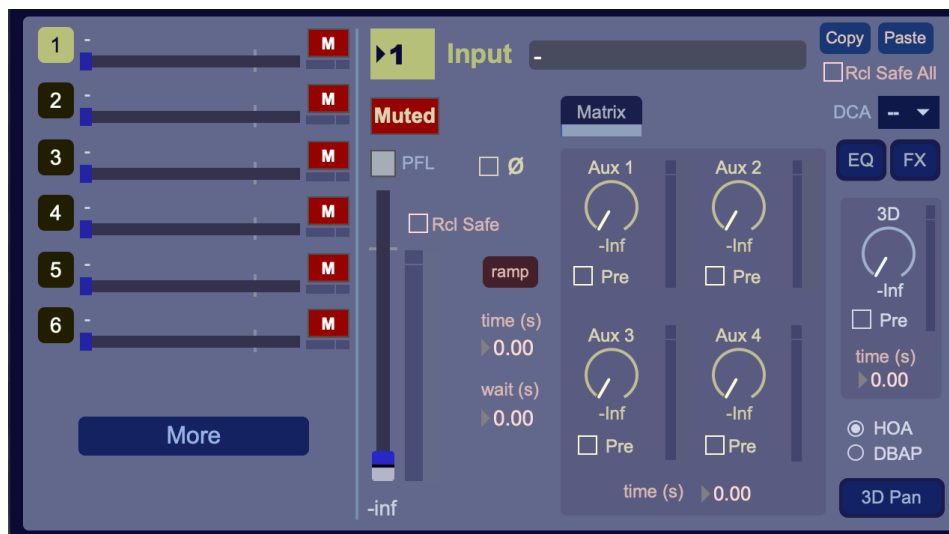 1
-
M
2
-
M
3
-
M
4
-
M
5
-
M
6
-
M
More
1
Input
-
Copy
Paste
Rcl Safe All
Muted
Matrix
DCA
--
PFL
Ø
EQ
FX
Rcl Safe
ramp
time (s)
0.00
wait (s)
0.00
-inf
Aux 1
-Inf
Pre
Aux 2
-Inf
Pre
Aux 3
-Inf
Pre
Aux 4
-Inf
Pre
time (s)
0.00
3D
-Inf
Pre
time (s)
0.00
HOA
DBAP
3D Pan